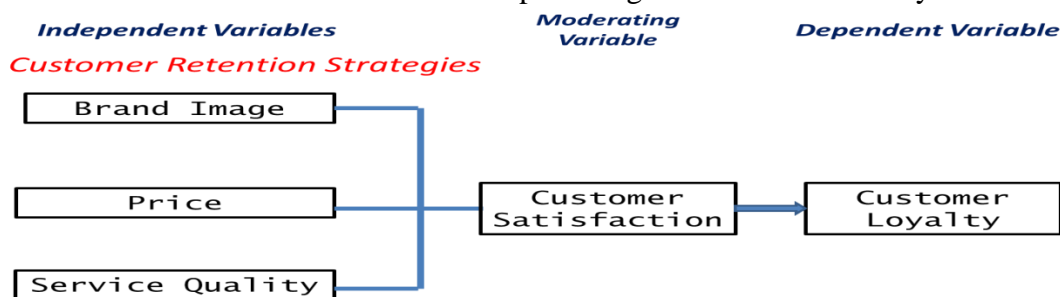 Independent Variables
Moderating
Variable
Dependent Variable
Customer Retention Strategies
Brand Image
Price
Customer
Satisfaction
Customer
Loyalty
Service Quality